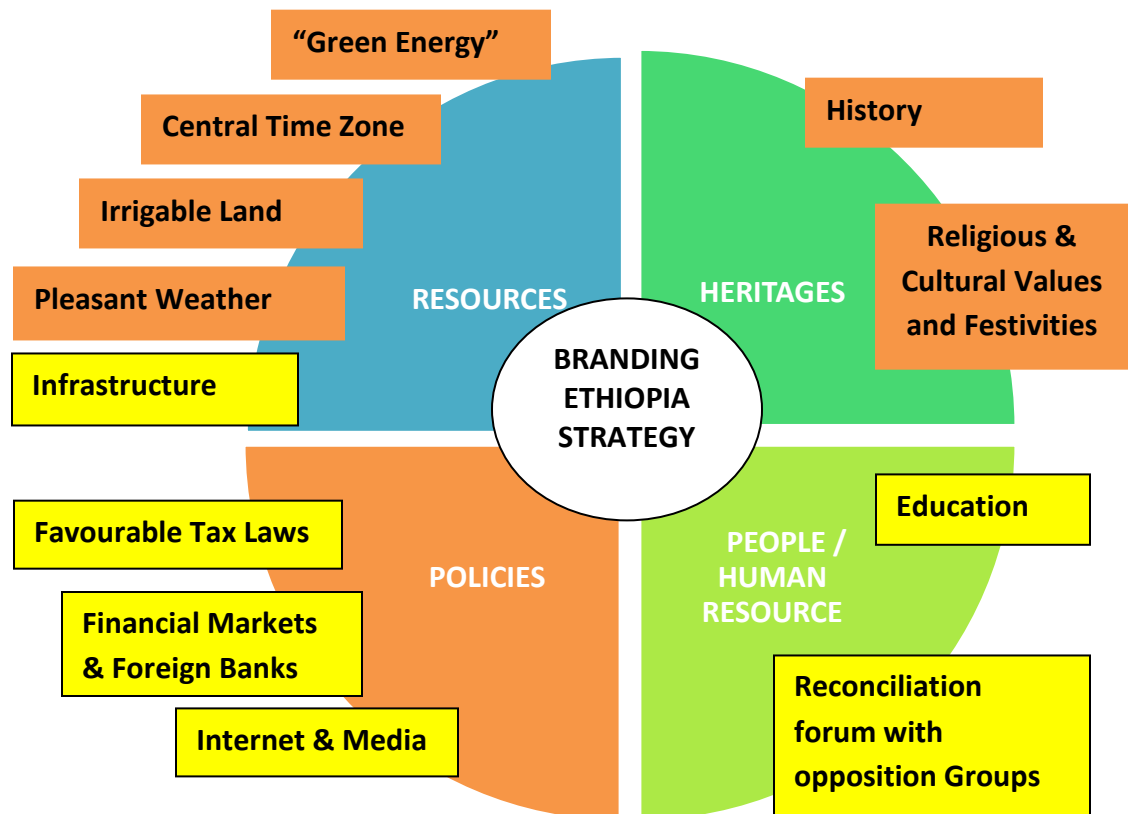 “Green Energy”
Central Time Zone
Irrigable Land
Pleasant Weather
Infrastructure
RESOURCES
History
Religious &
Cultural Values
and Festivities
HERITAGES
BRANDING
ETHIOPIA
STRATEGY
Favourable Tax Laws
Financial Markets
& Foreign Banks
Internet & Media
POLICIES
Education
PEOPLE /
HUMAN
RESOURCE
Reconciliation
forum with
opposition Groups